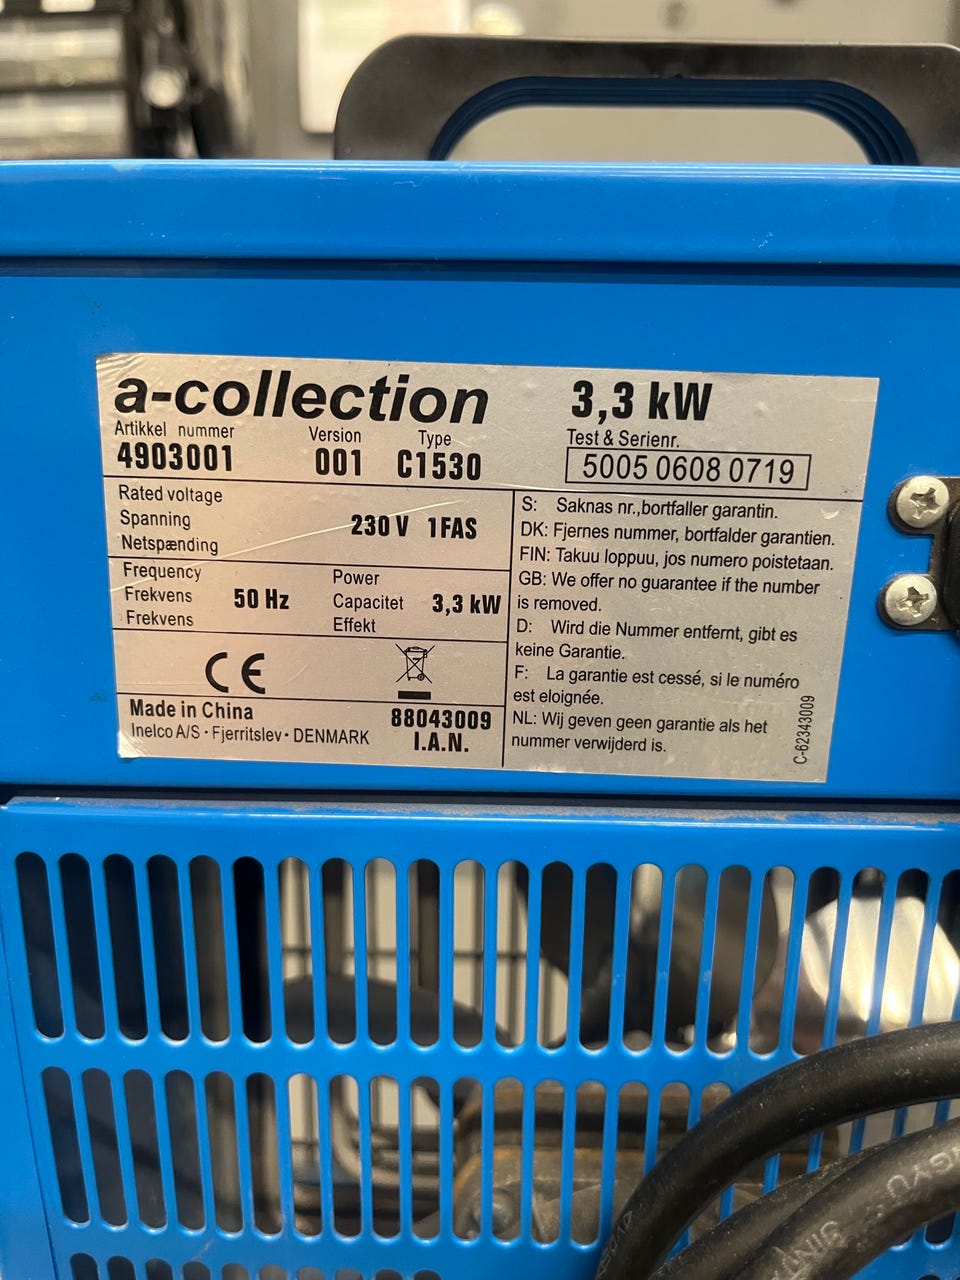 a-collection
3,3 kW
Artikkel nummer
Version
Type
4903001
001
C1530
Test & Serienr.
5005 0608 0719
Rated voltage
Spanning
Netspænding
230 V 1FAS
Frequency
Frekvens
Frekvens
50 Hz
Power
Capacitet
Effekt
3,3 kW
CE
Made in China
Inelco A/S · Fjerritslev · DENMARK
88043009
I.A.N.
S: Saknas nr.,bortfaller garantin.
DK: Fjernes nummer, bortfalder garantien.
FIN: Takuu loppuu, jos numero poistetaan.
GB: We offer no guarantee if the number
is removed.
D: Wird die Nummer entfernt, gibt es
keine Garantie.
F: La garantie est cessé, si le numéro
est eloignée.
NL: Wij geven geen garantie als het
nummer verwijderd is.
C-62343009